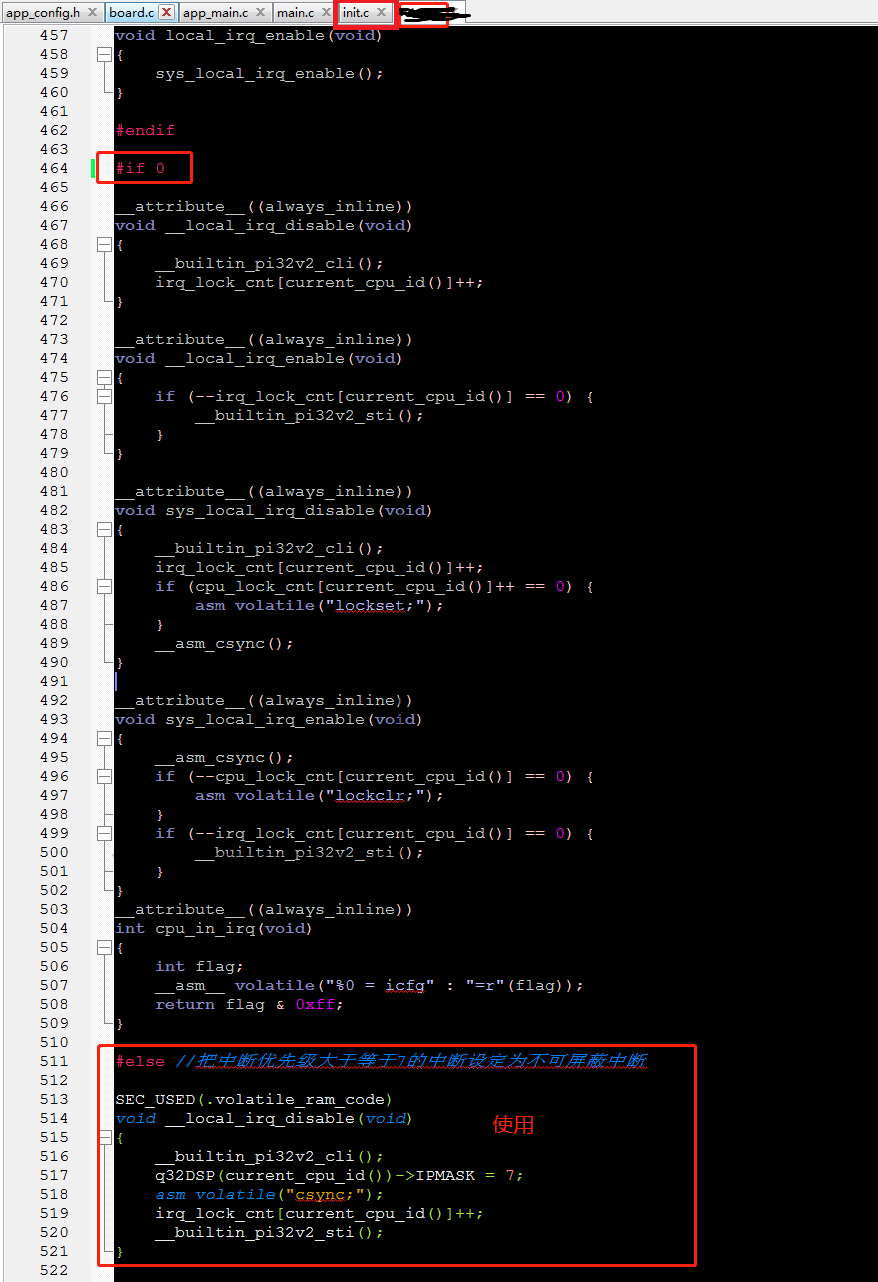 app_config.h board.c app_main.c main.c init.c
457 void local_irq_enable(void)
458 {
459 sys_local_irq_enable();
460 }
461
462 #endif
463
464 #if 0
465
466 __attribute__((always_inline))
467 void __local_irq_disable(void)
468 {
469 __builtin_pi32v2_cli();
470 irq_lock_cnt[current_cpu_id()]++;
471 }
472
473 __attribute__((always_inline))
474 void __local_irq_enable(void)
475 {
476 if (--irq_lock_cnt[current_cpu_id()] == 0) {
477 __builtin_pi32v2_sti();
478 }
479 }
480
481 __attribute__((always_inline))
482 void sys_local_irq_disable(void)
483 {
484 __builtin_pi32v2_cli();
485 irq_lock_cnt[current_cpu_id()]++;
486 if (cpu_lock_cnt[current_cpu_id()]++ == 0) {
487 asm volatile("lockset;");
488 }
489 __asm_csync();
490 }
491
492 __attribute__((always_inline))
493 void sys_local_irq_enable(void)
494 {
495 __asm_csync();
496 if (--cpu_lock_cnt[current_cpu_id()] == 0) {
497 asm volatile("lockclr;");
498 }
499 if (--irq_lock_cnt[current_cpu_id()] == 0) {
500 __builtin_pi32v2_sti();
501 }
502 }
503 __attribute__((always_inline))
504 int cpu_in_irq(void)
505 {
506 int flag;
507 __asm__ volatile("%0 = icfg" : "=r"(flag));
508 return flag & 0xff;
509 }
510
511 #else //把中断优先级大于等于7的中断设定为不可屏蔽中断
512
513 SEC_USED(.volatile_ram_code)
514 void __local_irq_disable(void) 使用
515 {
516 __builtin_pi32v2_cli();
517 q32DSP(current_cpu_id())->IPMASK = 7;
518 asm volatile("csync;");
519 irq_lock_cnt[current_cpu_id()]++;
520 __builtin_pi32v2_sti();
521 }
522